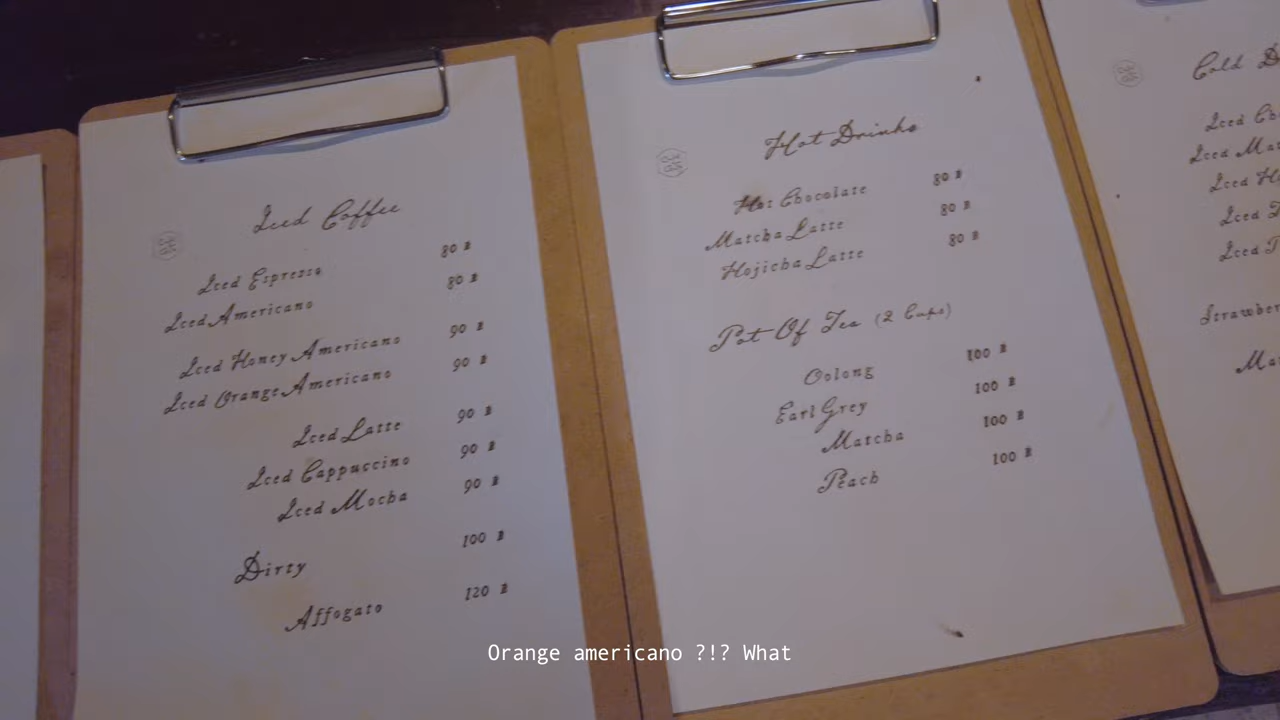 Iced Coffee
Iced Espresso 80 ฿
Iced Americano 80 ฿
Iced Honey Americano 90 ฿
Iced Orange Americano 90 ฿
Iced Latte 90 ฿
Iced Cappuccino 90 ฿
Iced Mocha 90 ฿
Dirty 100 ฿
Affogato 120 ฿
Hot Drinks
Hot Chocolate 80 ฿
Matcha Latte 80 ฿
Hojicha Latte 80 ฿
Pot Of Tea (2 Cups)
Oolong 100 ฿
Earl Grey 100 ฿
Matcha 100 ฿
Peach 100 ฿
Cold
Iced
Iced
Iced
Iced
Iced
Orange americano ?!? What